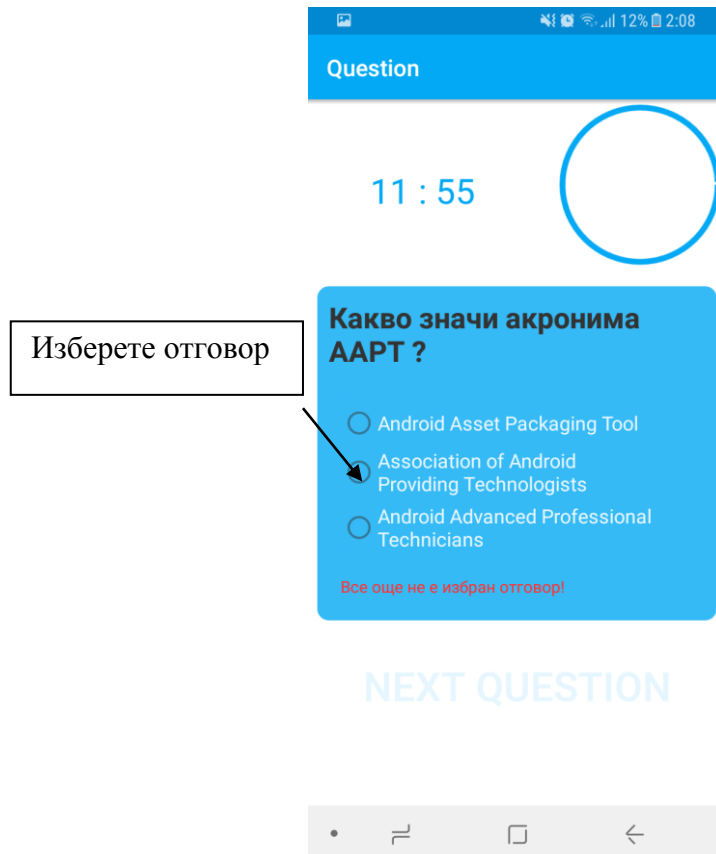 12% 2:08
Question
11 : 55
Какво значи акронима
AAPT ?
Изберете отговор
Android Asset Packaging Tool
Association of Android
Providing Technologists
Android Advanced Professional
Technicians
Все още не е избран отговор!
NEXT QUESTION